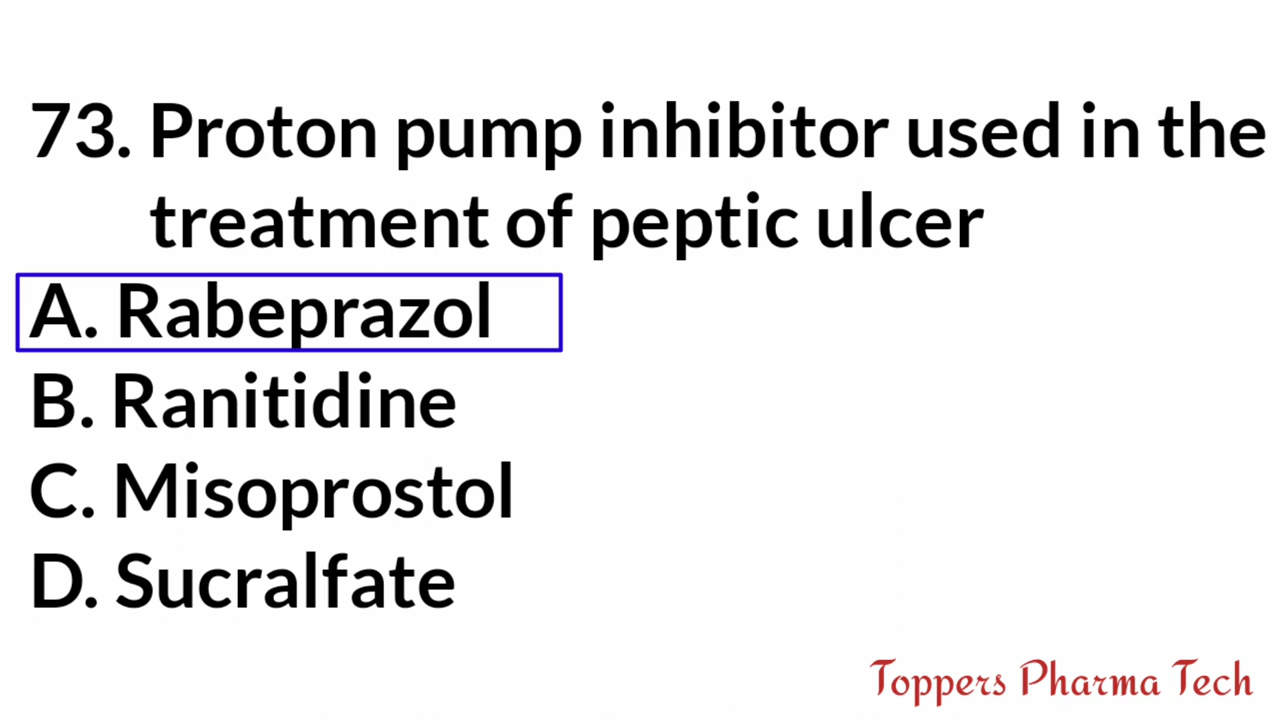 73. Proton pump inhibitor used in the
treatment of peptic ulcer
A. Rabeprazol
B. Ranitidine
C. Misoprostol
D. Sucralfate
Toppers Pharma Tech